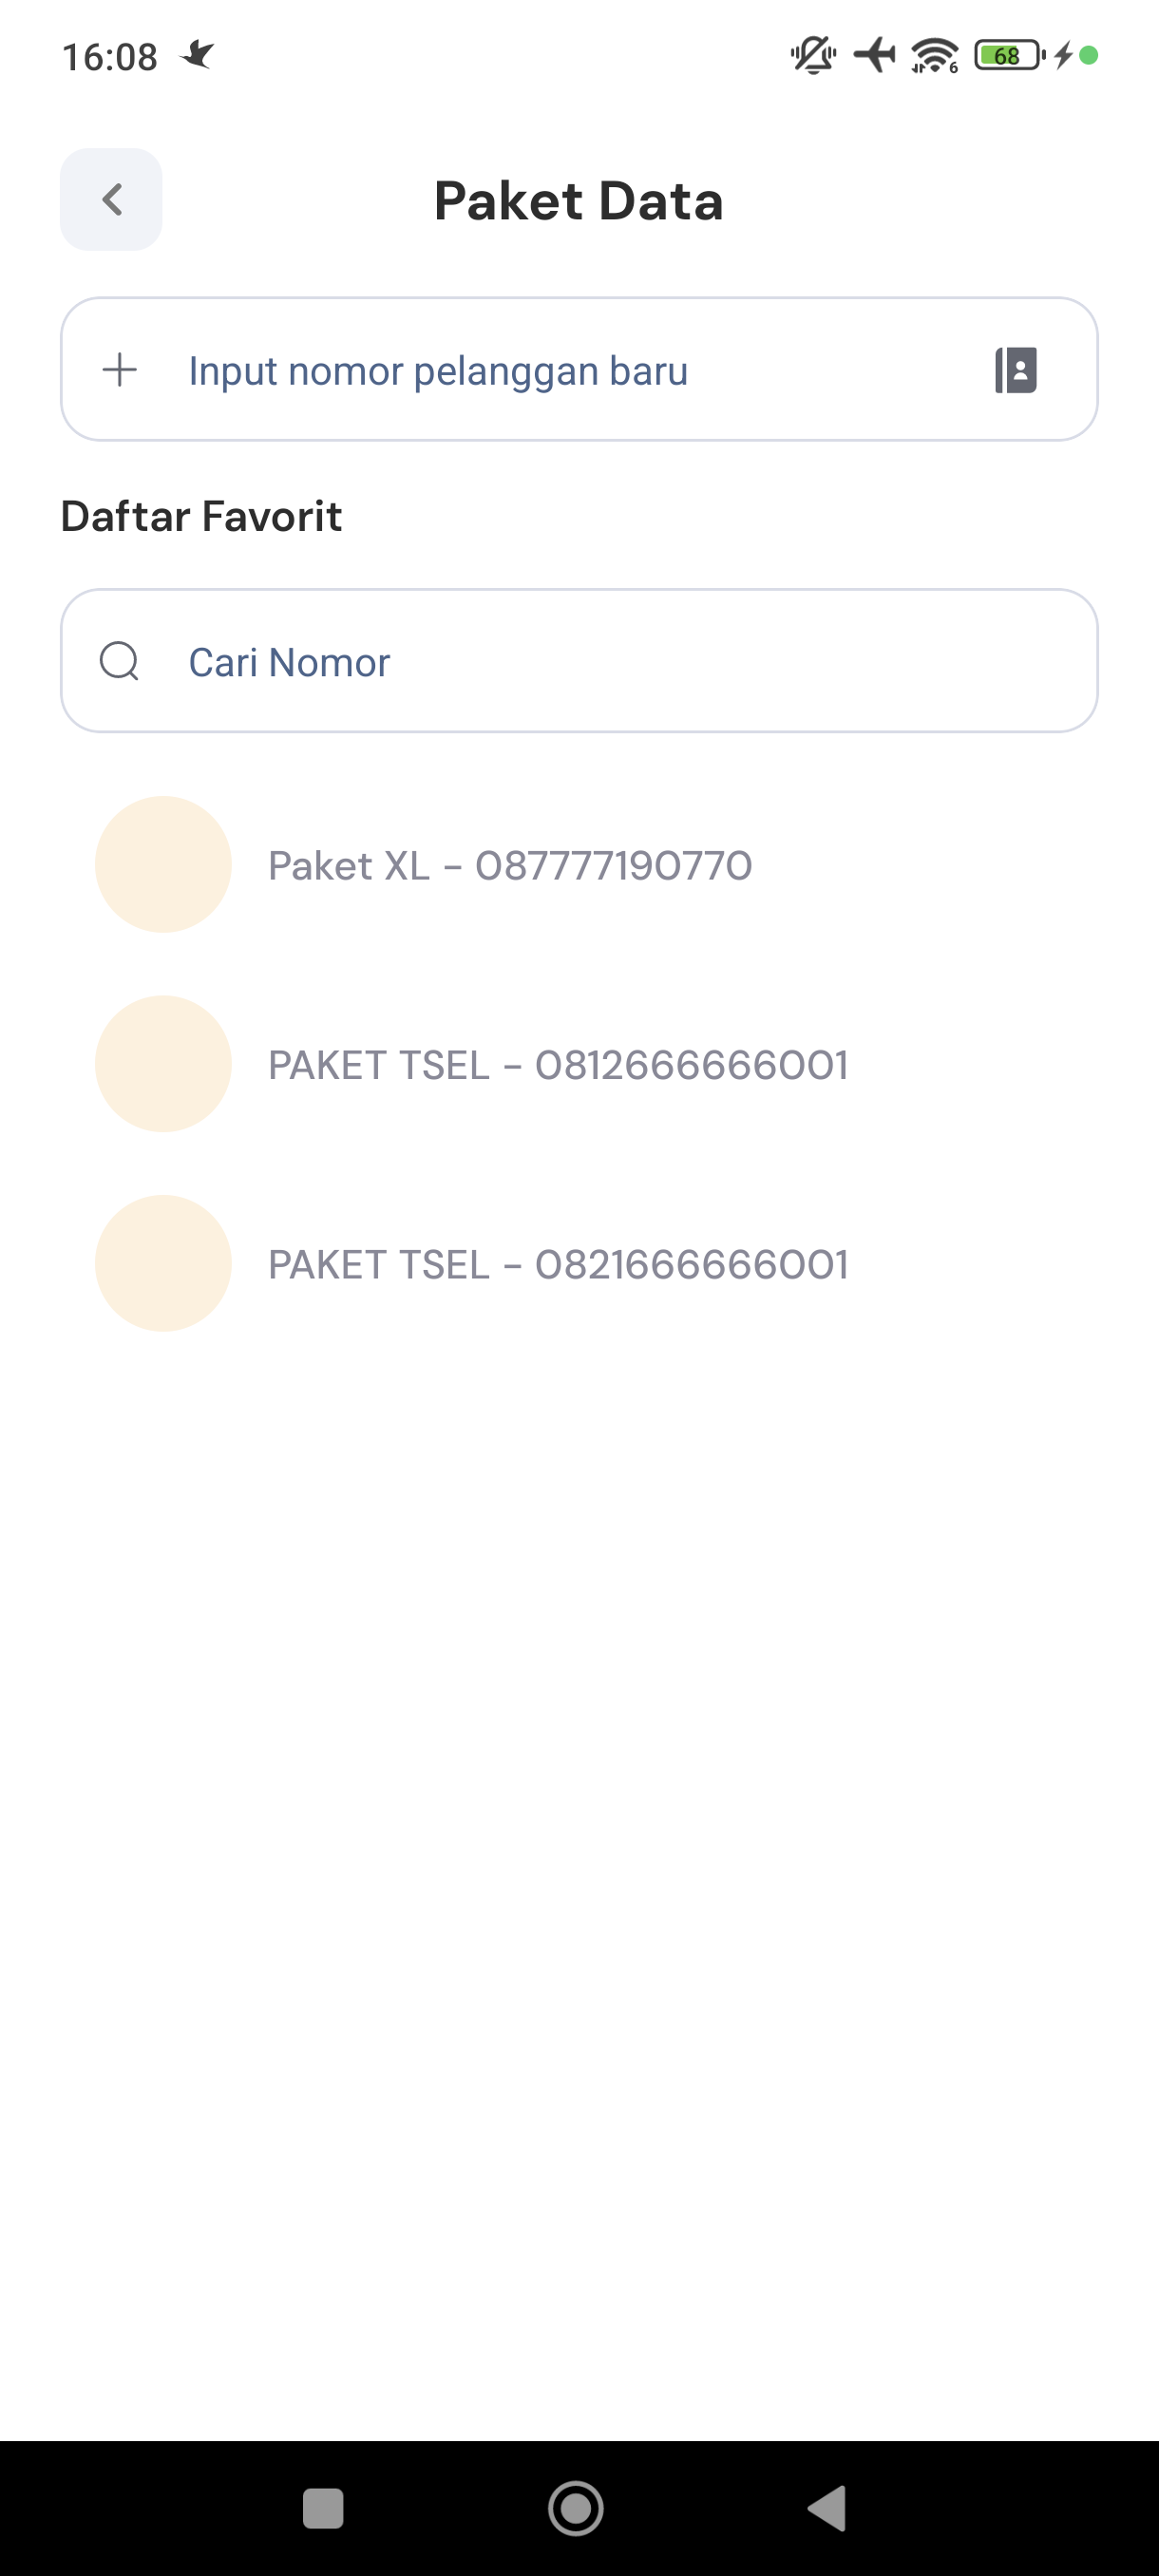 16:08
6
68
Paket Data
Input nomor pelanggan baru
Daftar Favorit
Cari Nomor
Paket XL - 087777190770
PAKET TSEL - 0812666666001
PAKET TSEL - 0821666666001